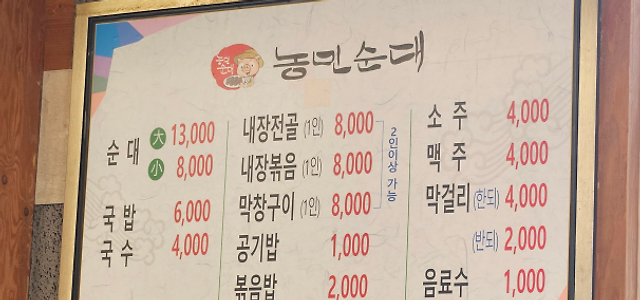 농민순대
순대 大 13,000
小 8,000
국밥 6,000
국수 4,000
내장전골 (1인) 8,000
내장볶음 (1인) 8,000
막창구이 (1인) 8,000
2인이상 가능
공기밥 1,000
볶음밥 2,000
소주 4,000
맥주 4,000
막걸리 (한되) 4,000
(반되) 2,000
음료수 1,000